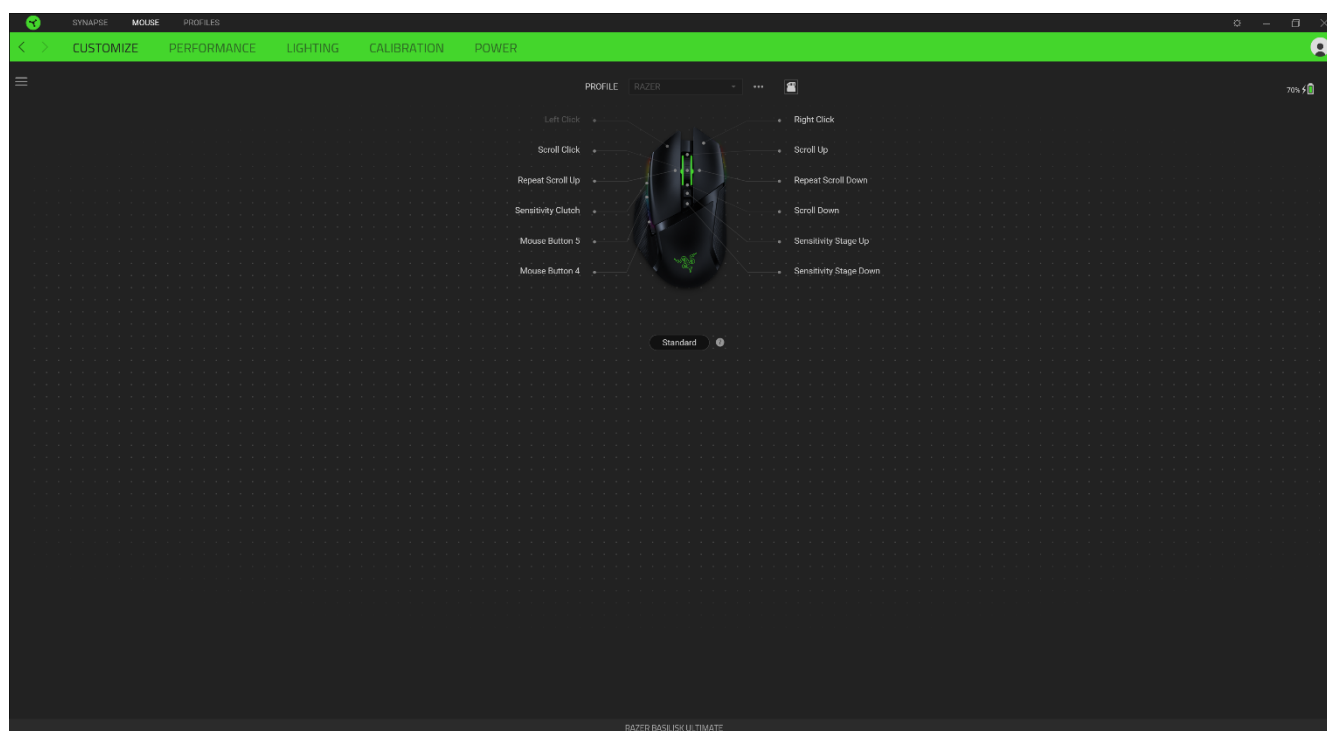 SYNAPSE MOUSE PROFILES
CUSTOMIZE PERFORMANCE LIGHTING CALIBRATION POWER
PROFILE RAZER
70%
Left Click Right Click
Scroll Click Scroll Up
Repeat Scroll Up Repeat Scroll Down
Sensitivity Clutch Scroll Down
Mouse Button 5 Sensitivity Stage Up
Mouse Button 4 Sensitivity Stage Down
Standard
RAZER BASILISK ULTIMATE